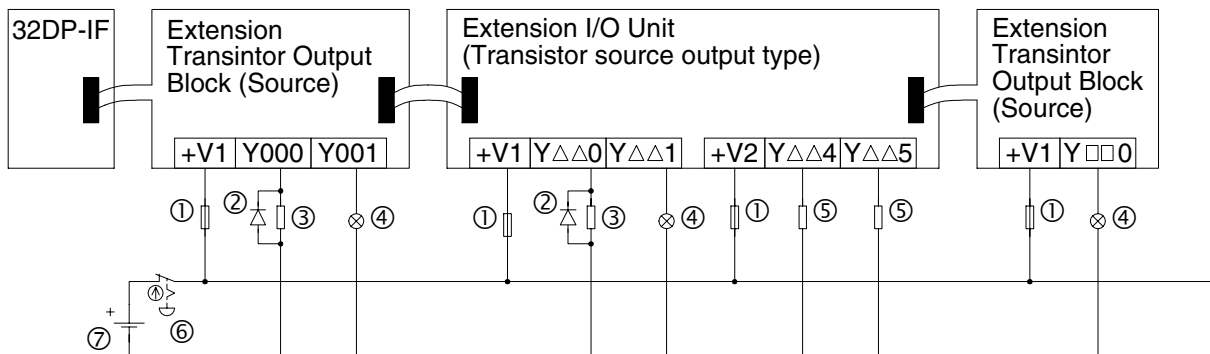 32DP-IF
Extension
Transintor Output
Block (Source)
Extension I/O Unit
(Transistor source output type)
Extension
Transintor
Output Block
(Source)
+V1 Y000 Y001
+V1 Y△△0 Y△△1
+V2 Y△△4 Y△△5
+V1 Y□□0
① ② ③ ④
① ② ③ ④ ① ⑤ ⑤
① ④
+
⑦ ⑥